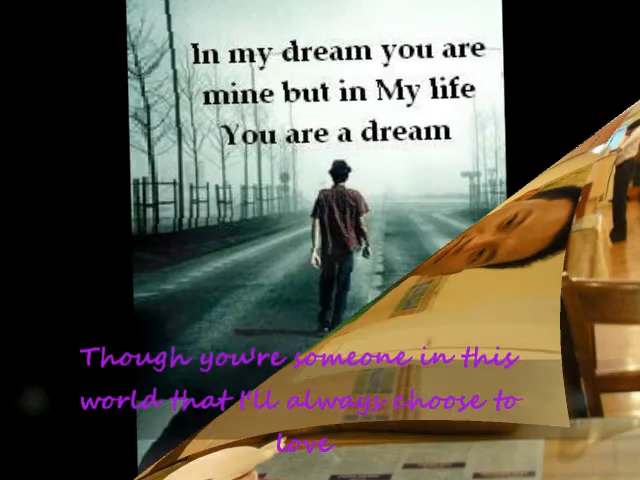 In my dream you are
mine but in My life
You are a dream
Though you're someone in this
world that I'll always choose to
love